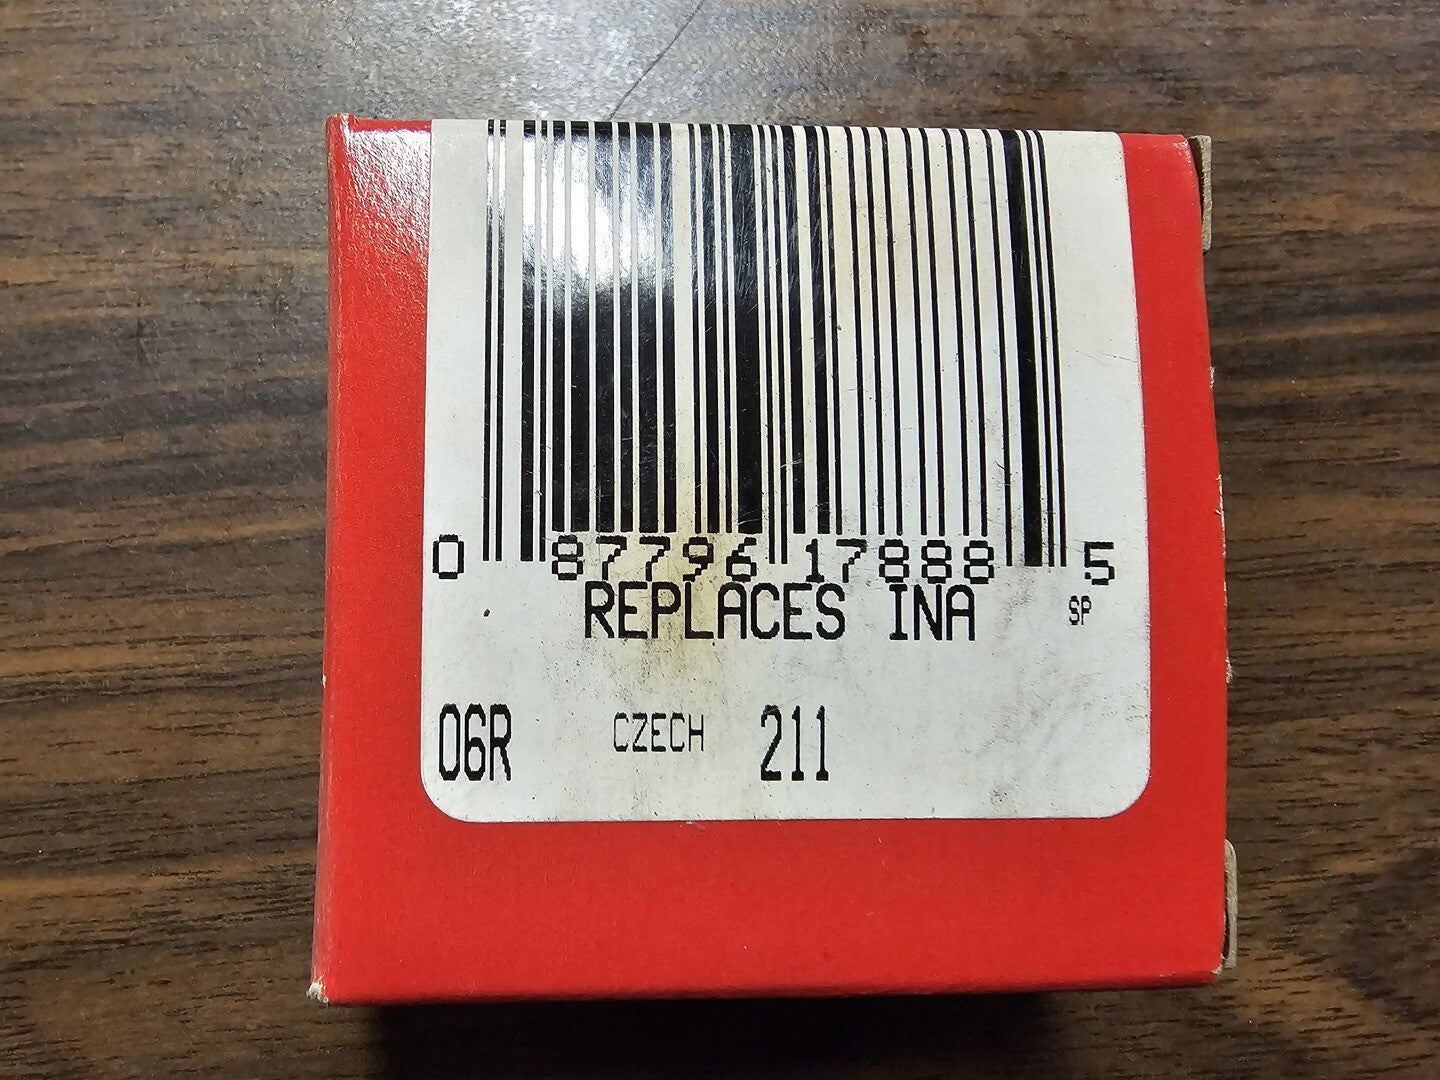 0 87796 17888 5
REPLACES INA SP
06R CZECH 211